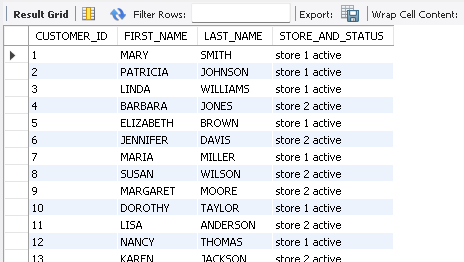 Result Grid Filter Rows: Export: Wrap Cell Content:
CUSTOMER_ID FIRST_NAME LAST_NAME STORE_AND_STATUS
1 MARY SMITH store 1 active
2 PATRICIA JOHNSON store 1 active
3 LINDA WILLIAMS store 1 active
4 BARBARA JONES store 2 active
5 ELIZABETH BROWN store 1 active
6 JENNIFER DAVIS store 2 active
7 MARIA MILLER store 1 active
8 SUSAN WILSON store 2 active
9 MARGARET MOORE store 2 active
10 DOROTHY TAYLOR store 1 active
11 LISA ANDERSON store 2 active
12 NANCY THOMAS store 1 active
13 KAREN JACKSON store 2 active